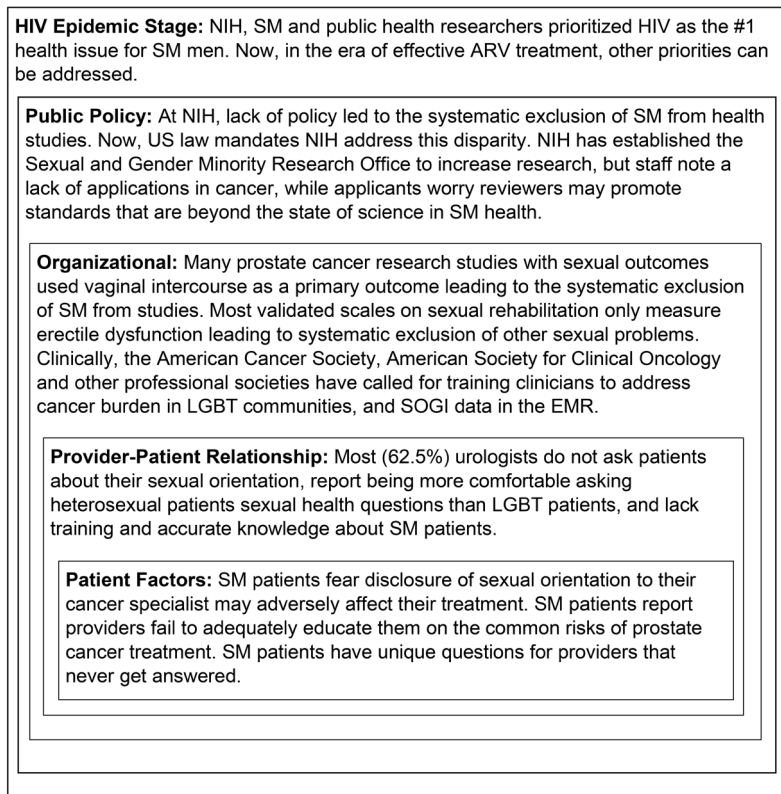 HIV Epidemic Stage: NIH, SM and public health researchers prioritized HIV as the #1
health issue for SM men. Now, in the era of effective ARV treatment, other priorities can
be addressed.
Public Policy: At NIH, lack of policy led to the systematic exclusion of SM from health
studies. Now, US law mandates NIH address this disparity. NIH has established the
Sexual and Gender Minority Research Office to increase research, but staff note a
lack of applications in cancer, while applicants worry reviewers may promote
standards that are beyond the state of science in SM health.
Organizational: Many prostate cancer research studies with sexual outcomes
used vaginal intercourse as a primary outcome leading to the systematic exclusion
of SM from studies. Most validated scales on sexual rehabilitation only measure
erectile dysfunction leading to systematic exclusion of other sexual problems.
Clinically, the American Cancer Society, American Society for Clinical Oncology
and other professional societies have called for training clinicians to address
cancer burden in LGBT communities, and SOGI data in the EMR.
Provider-Patient Relationship: Most (62.5%) urologists do not ask patients
about their sexual orientation, report being more comfortable asking
heterosexual patients sexual health questions than LGBT patients, and lack
training and accurate knowledge about SM patients.
Patient Factors: SM patients fear disclosure of sexual orientation to their
cancer specialist may adversely affect their treatment. SM patients report
providers fail to adequately educate them on the common risks of prostate
cancer treatment. SM patients have unique questions for providers that
never get answered.